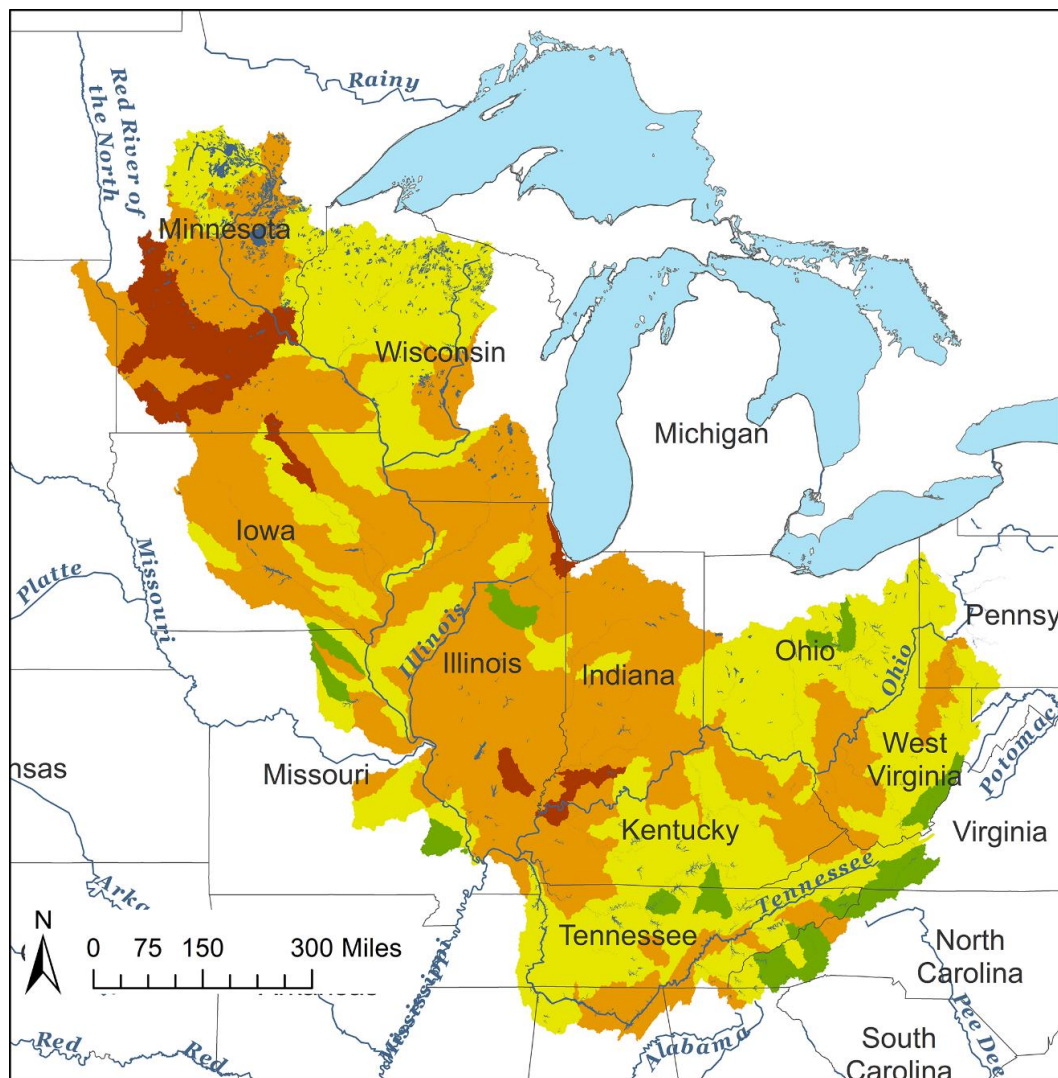 Rainy
Red River of
the North
Minnesota
Wisconsin
Michigan
Iowa
Platte
Missouri
Illinois
Illinois
Indiana
Ohio
Ohio
Pennsy
West
Virginia
Potomac
nsas
Missouri
Kentucky
Virginia
Tennessee
Arka
N
0 75 150 300 Miles
Tennessee
North
Carolina
Mississippi
Pee Dee
Alabama
Red
Red
South
Carolina